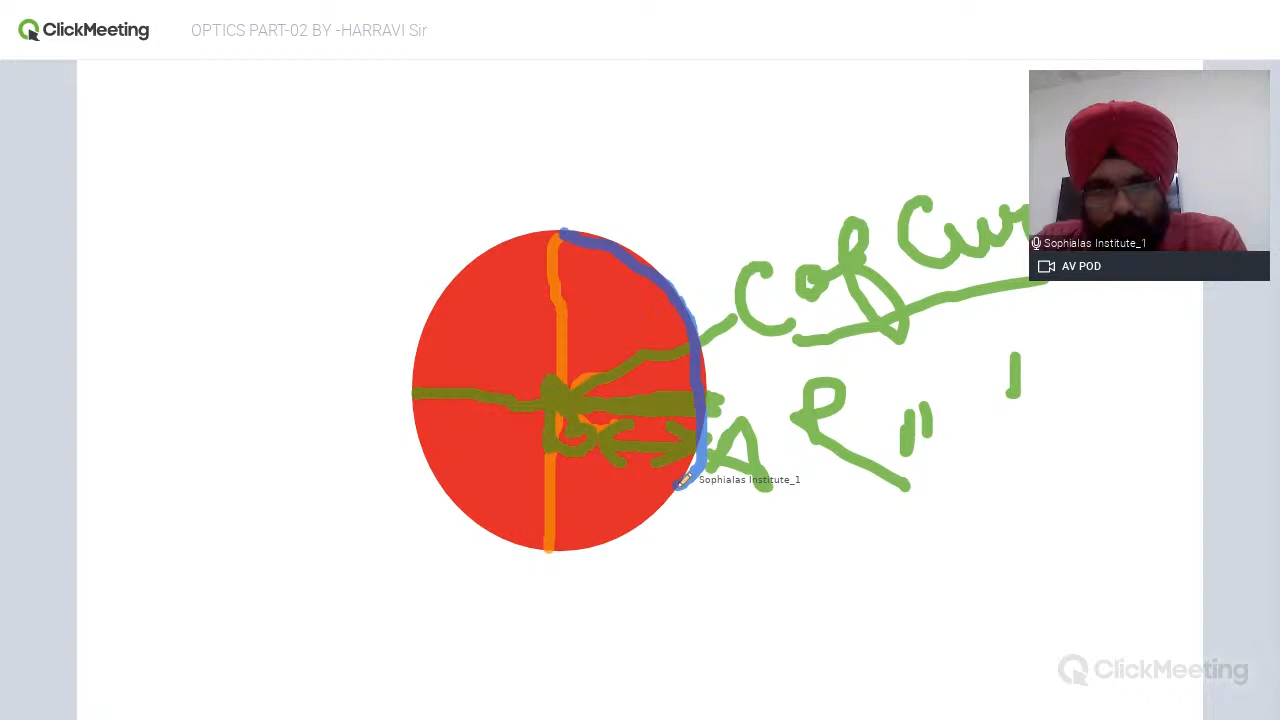 ClickMeeting OPTICS PART-02 BY -HARRAVI Sir
Sophialas Institute_1
AV POD
C of Cur
R "
A
Sophialas Institute_1
ClickMeeting